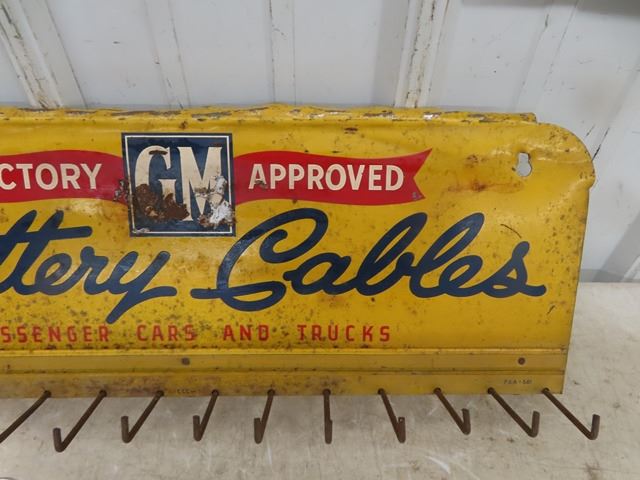 CTORY GM APPROVED
ttery Cables
SSENGER CARS AND TRUCKS